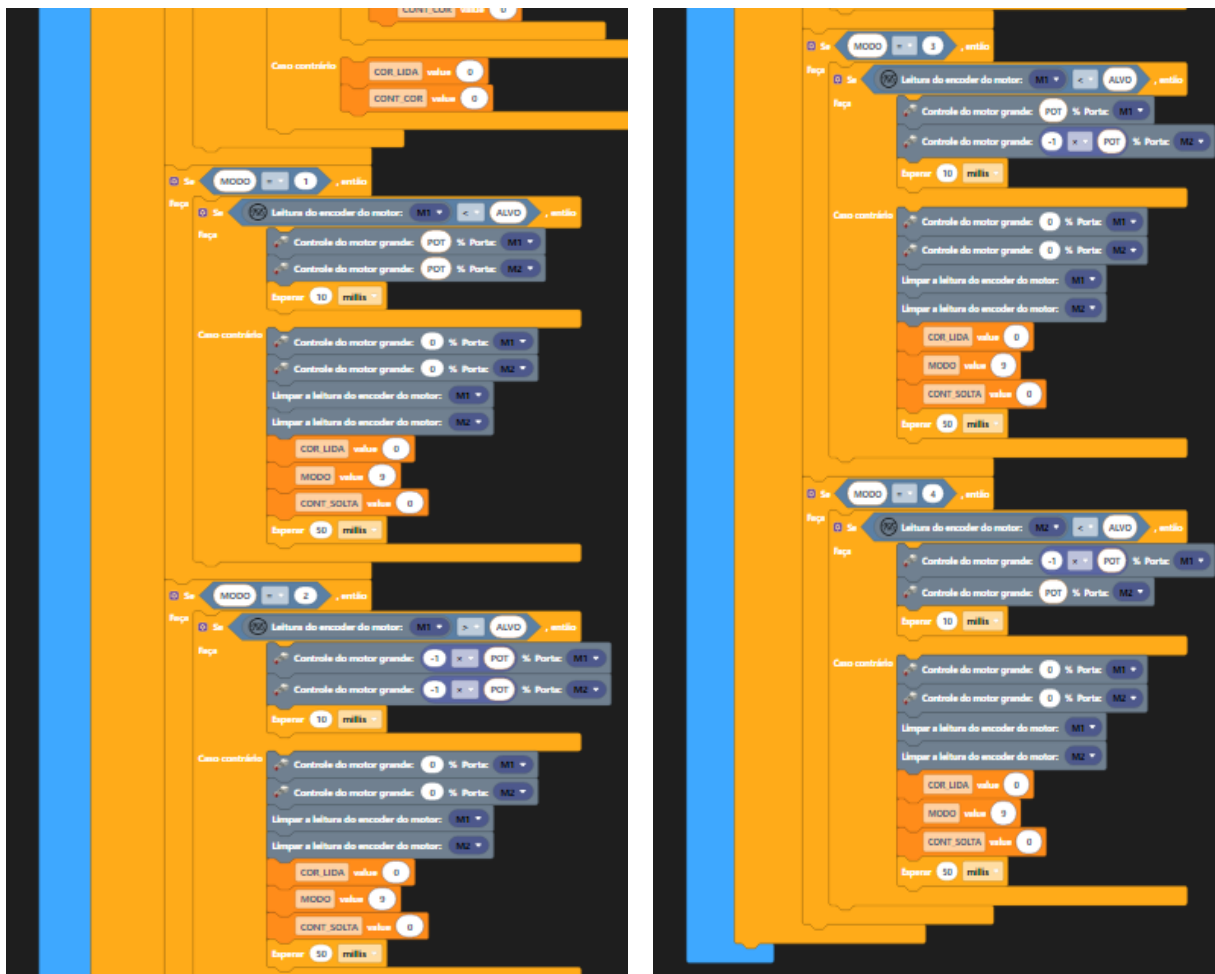 CONT_COR value 0
Caso contrário
COR_LIDA value 0
CONT_COR value 0
Se MODO = 1 , então
Faça
Se Leitura do encoder do motor: M1 < ALVO , então
Faça
Controle do motor grande: POT % Porta: M1
Controle do motor grande: POT % Porta: M2
Esperar 10 millis
Caso contrário
Controle do motor grande: 0 % Porta: M1
Controle do motor grande: 0 % Porta: M2
Limpar a leitura do encoder do motor: M1
Limpar a leitura do encoder do motor: M2
COR_LIDA value 0
MODO value 9
CONT_SOLTA value 0
Esperar 50 millis
Se MODO = 2 , então
Faça
Se Leitura do encoder do motor: M1 > ALVO , então
Faça
Controle do motor grande: -1 × POT % Porta: M1
Controle do motor grande: -1 × POT % Porta: M2
Esperar 10 millis
Caso contrário
Controle do motor grande: 0 % Porta: M1
Controle do motor grande: 0 % Porta: M2
Limpar a leitura do encoder do motor: M1
Limpar a leitura do encoder do motor: M2
COR_LIDA value 0
MODO value 9
CONT_SOLTA value 0
Esperar 50 millis
Se MODO = 3 , então
Faça
Se Leitura do encoder do motor: M1 < ALVO , então
Faça
Controle do motor grande: POT % Porta: M1
Controle do motor grande: -1 × POT % Porta: M2
Esperar 10 millis
Caso contrário
Controle do motor grande: 0 % Porta: M1
Controle do motor grande: 0 % Porta: M2
Limpar a leitura do encoder do motor: M1
Limpar a leitura do encoder do motor: M2
COR_LIDA value 0
MODO value 9
CONT_SOLTA value 0
Esperar 50 millis
Se MODO = 4 , então
Faça
Se Leitura do encoder do motor: M2 < ALVO , então
Faça
Controle do motor grande: -1 × POT % Porta: M1
Controle do motor grande: POT % Porta: M2
Esperar 10 millis
Caso contrário
Controle do motor grande: 0 % Porta: M1
Controle do motor grande: 0 % Porta: M2
Limpar a leitura do encoder do motor: M1
Limpar a leitura do encoder do motor: M2
COR_LIDA value 0
MODO value 9
CONT_SOLTA value 0
Esperar 50 millis